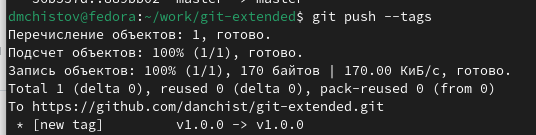 dmchistov@fedora:~/work/git-extended$ git push --tags
Перечисление объектов: 1, готово.
Подсчет объектов: 100% (1/1), готово.
Запись объектов: 100% (1/1), 170 байтов | 170.00 КиБ/с, готово.
Total 1 (delta 0), reused 0 (delta 0), pack-reused 0 (from 0)
To https://github.com/danchist/git-extended.git
* [new tag] v1.0.0 -> v1.0.0